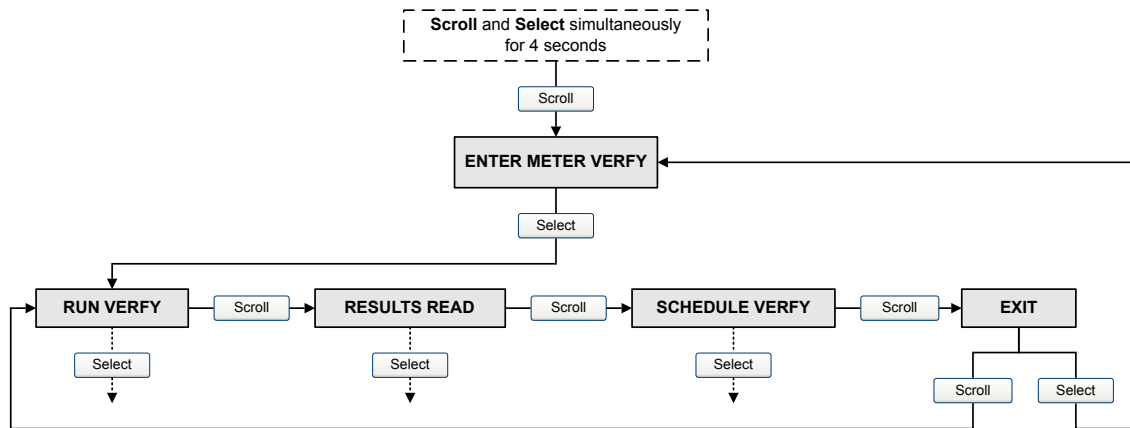 Scroll and Select simultaneously
for 4 seconds
Scroll
ENTER METER VERFY
Select
RUN VERFY
Scroll
RESULTS READ
Scroll
SCHEDULE VERFY
Scroll
EXIT
Select
Select
Select
Scroll
Select